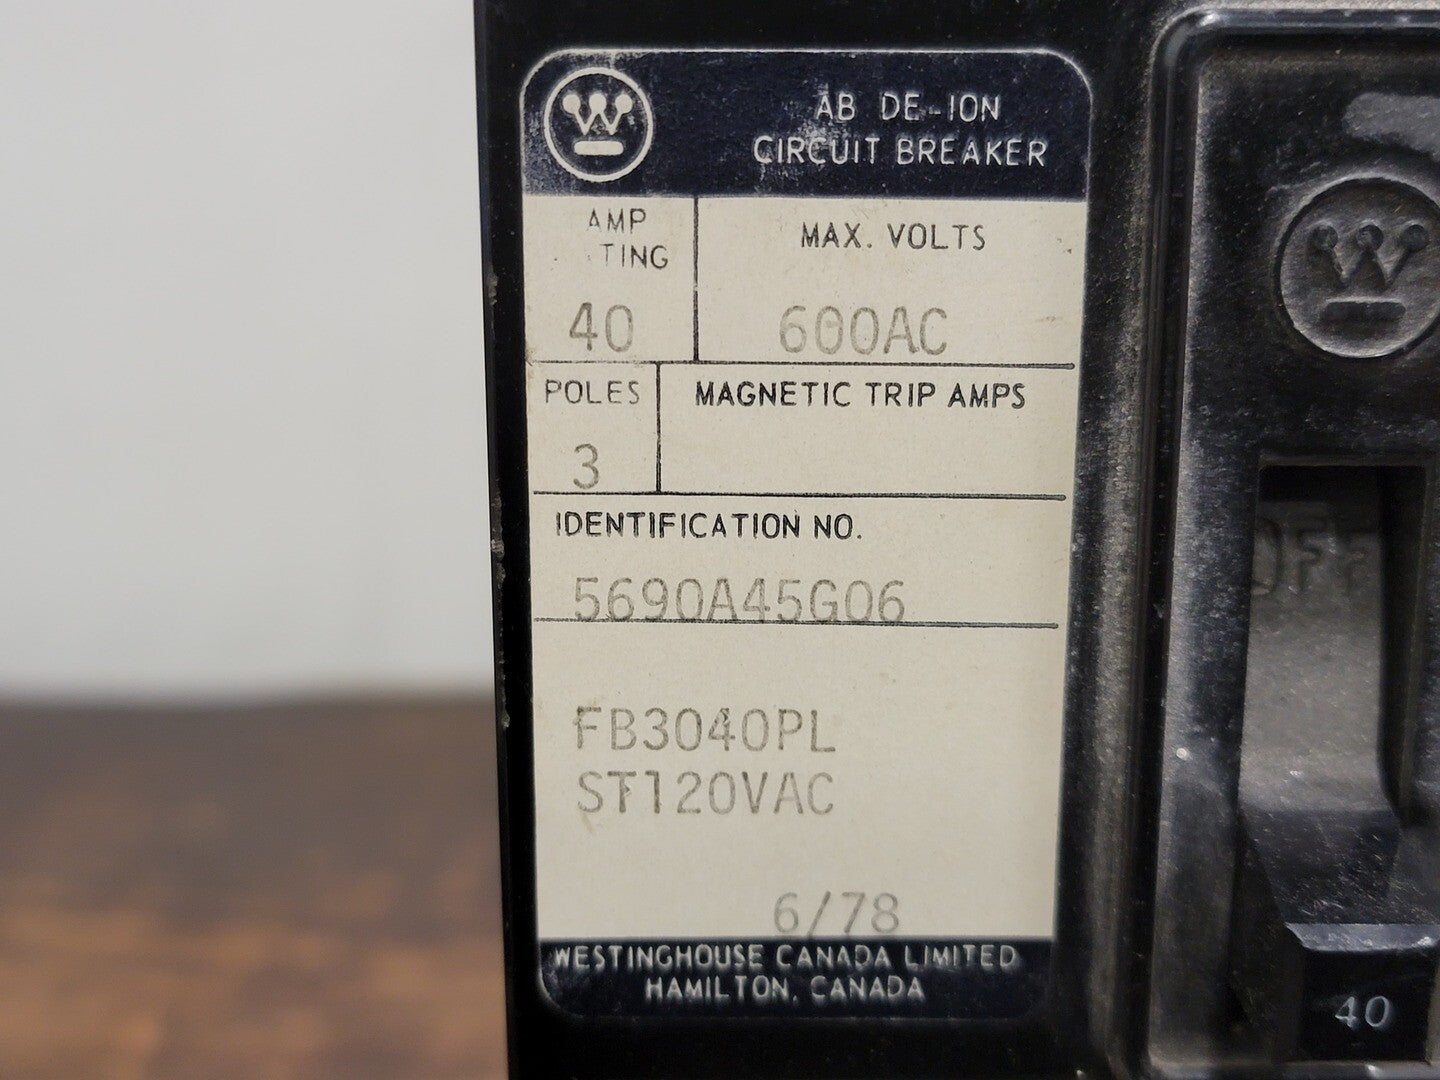 AB DE-ION
CIRCUIT BREAKER
AMP
TING
40
MAX. VOLTS
600AC
POLES
3
MAGNETIC TRIP AMPS
IDENTIFICATION NO.
5690A45G06
FB3040PL
ST120VAC
6/78
WESTINGHOUSE CANADA LIMITED
HAMILTON, CANADA
W
W
OFF
40